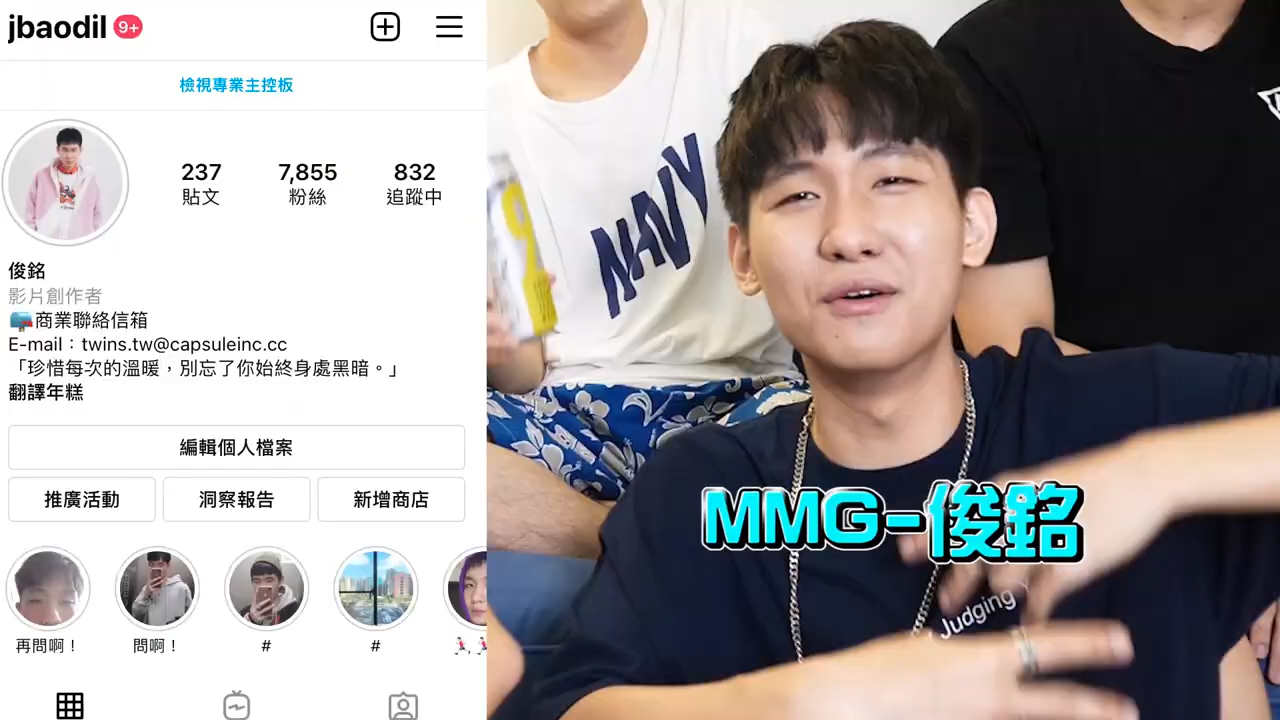 jbaodil 9+
檢視專業主控板
237 7,855 832
貼文 粉絲 追蹤中
俊銘
影片創作者
📪商業聯絡信箱
E-mail：twins.tw@capsuleinc.cc
「珍惜每次的溫暖，別忘了你始終身處黑暗。」
翻譯年糕
編輯個人檔案
推廣活動 洞察報告 新增商店
再問啊！ 問啊！ # #
NAVY
9
MMG-俊銘
Judging